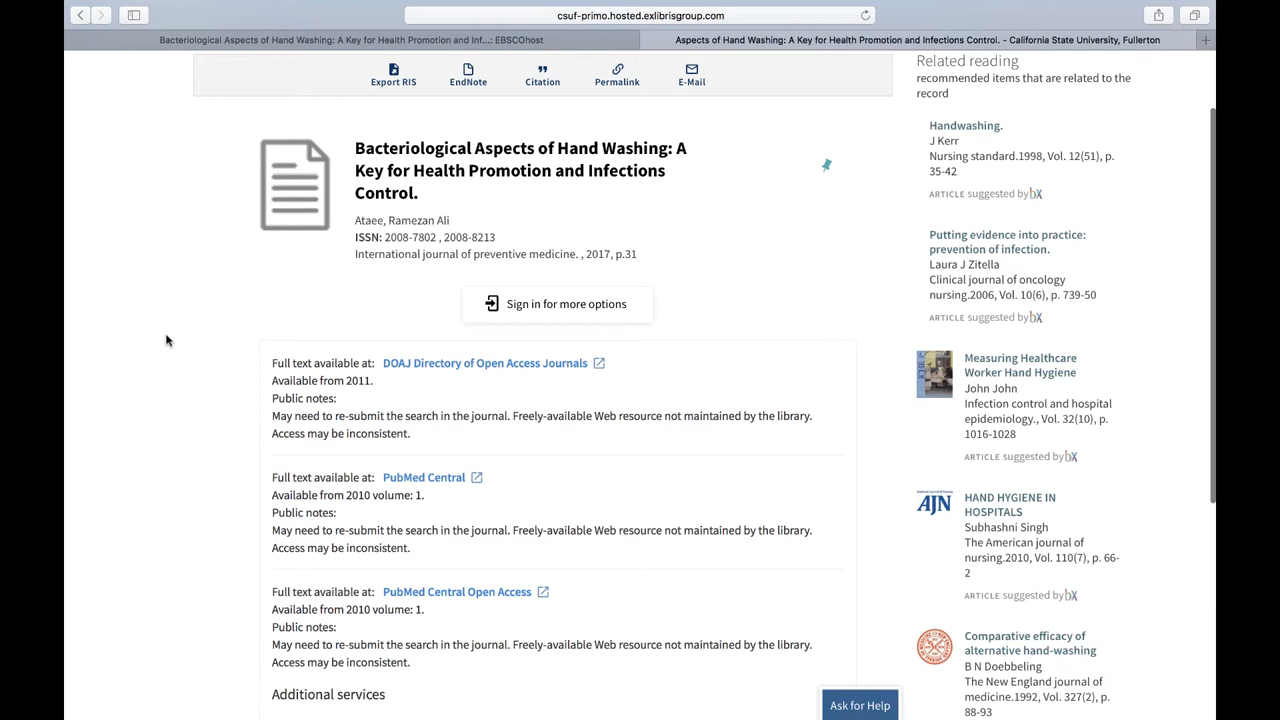 csuf-primo.hosted.exlibrisgroup.com
Bacteriological Aspects of Hand Washing: A Key for Health Promotion and Inf...: EBSCOhost
Aspects of Hand Washing: A Key for Health Promotion and Infections Control. - California State University, Fullerton
Export RIS
EndNote
Citation
Permalink
E-Mail
Bacteriological Aspects of Hand Washing: A
Key for Health Promotion and Infections
Control.
Ataee, Ramezan Ali
ISSN: 2008-7802 , 2008-8213
International journal of preventive medicine. , 2017, p.31
Sign in for more options
Full text available at: DOAJ Directory of Open Access Journals
Available from 2011.
Public notes:
May need to re-submit the search in the journal. Freely-available Web resource not maintained by the library.
Access may be inconsistent.
Full text available at: PubMed Central
Available from 2010 volume: 1.
Public notes:
May need to re-submit the search in the journal. Freely-available Web resource not maintained by the library.
Access may be inconsistent.
Full text available at: PubMed Central Open Access
Available from 2010 volume: 1.
Public notes:
May need to re-submit the search in the journal. Freely-available Web resource not maintained by the library.
Access may be inconsistent.
Additional services
Ask for Help
Related reading
recommended items that are related to the
record
Handwashing.
J Kerr
Nursing standard.1998, Vol. 12(51), p.
35-42
ARTICLE suggested by bX
Putting evidence into practice:
prevention of infection.
Laura J Zitella
Clinical journal of oncology
nursing.2006, Vol. 10(6), p. 739-50
ARTICLE suggested by bX
Measuring Healthcare
Worker Hand Hygiene
John John
Infection control and hospital
epidemiology., Vol. 32(10), p.
1016-1028
ARTICLE suggested by bX
AJN
HAND HYGIENE IN
HOSPITALS
Subhashni Singh
The American journal of
nursing.2010, Vol. 110(7), p. 66-
2
ARTICLE suggested by bX
Comparative efficacy of
alternative hand-washing
B N Doebbeling
The New England journal of
medicine.1992, Vol. 327(2), p.
88-93